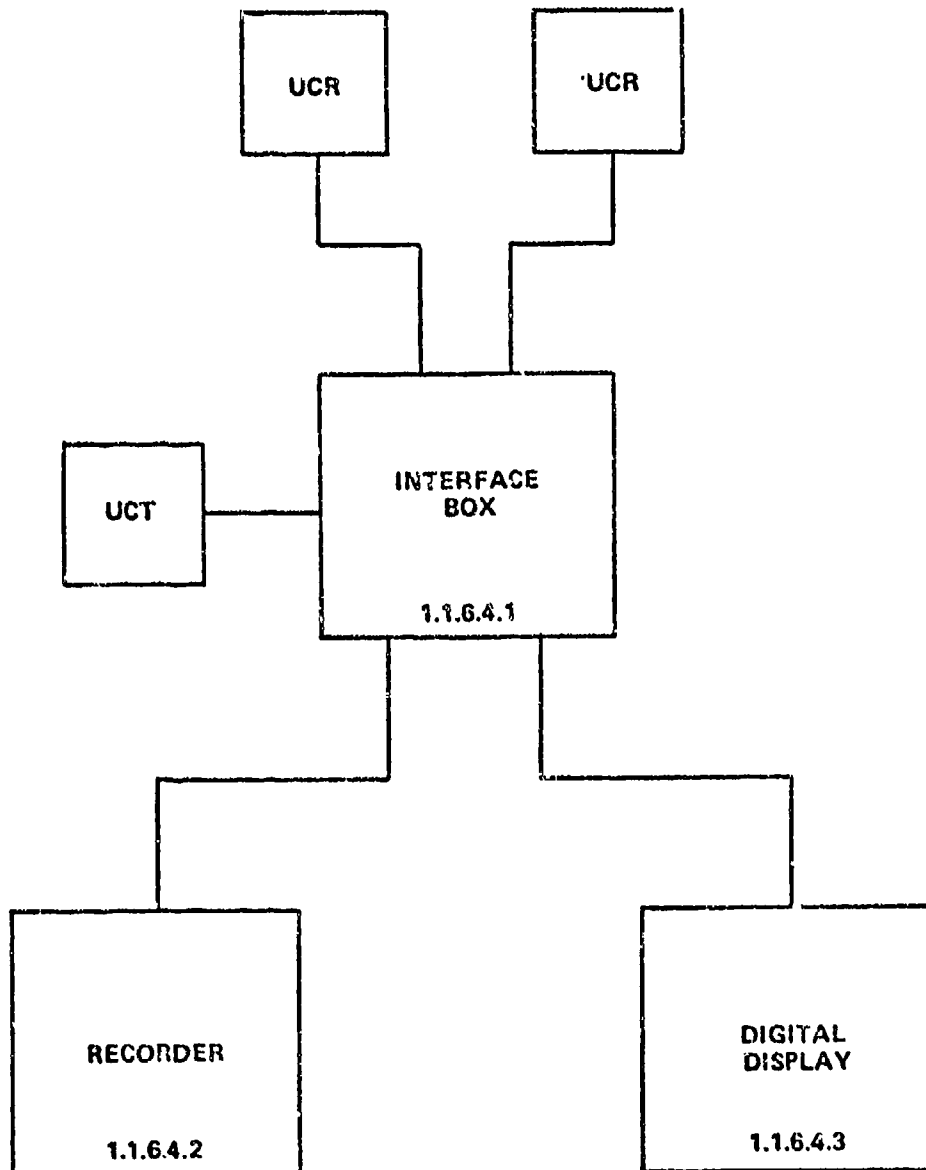 UCR
UCR
UCT
INTERFACE
BOX
1.1.6.4.1
RECORDER
1.1.6.4.2
DIGITAL
DISPLAY
1.1.6.4.3